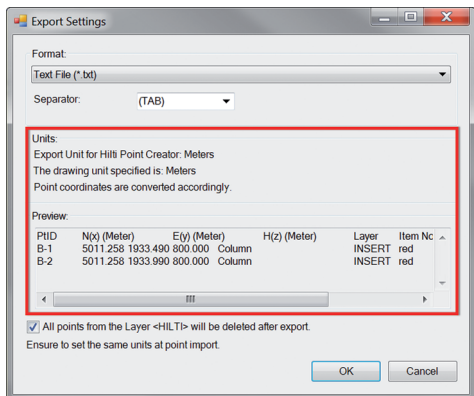 Export Settings
Format:
Text File (*.txt)
Separator: (TAB)
Units:
Export Unit for Hilti Point Creator: Meters
The drawing unit specified is: Meters
Point coordinates are converted accordingly.
Preview:
PtID N(x) (Meter) E(y) (Meter) H(z) (Meter) Layer Item Nc
B-1 5011.258 1933.490 800.000 Column INSERT red
B-2 5011.258 1933.990 800.000 Column INSERT red
All points from the Layer <HILTI> will be deleted after export.
Ensure to set the same units at point import.
OK Cancel